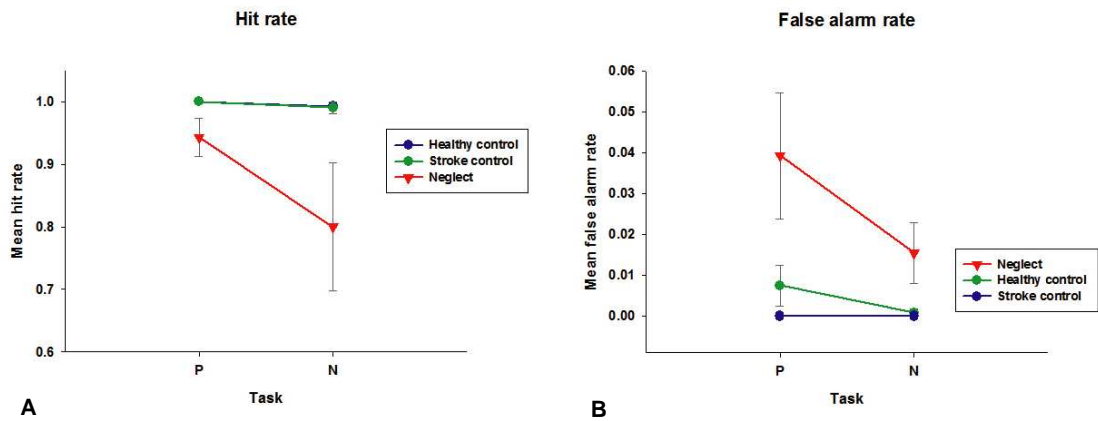 Hit rate
Mean hit rate
1.0
0.9
0.8
0.7
0.6
P N
Task
Healthy control
Stroke control
Neglect
A
False alarm rate
Mean false alarm rate
0.06
0.05
0.04
0.03
0.02
0.01
0.00
P N
Task
Neglect
Healthy control
Stroke control
B